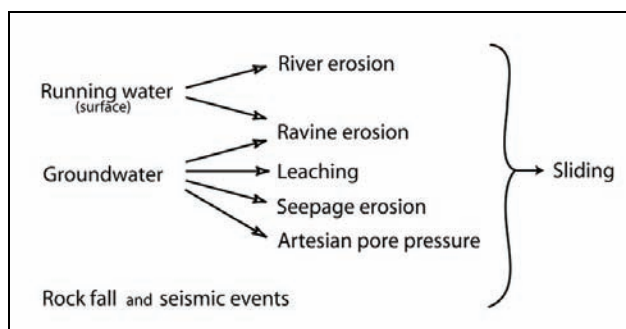 River erosion
Running water
(surface)
Ravine erosion
Groundwater
Leaching
Sliding
Seepage erosion
Artesian pore pressure
Rock fall and seismic events